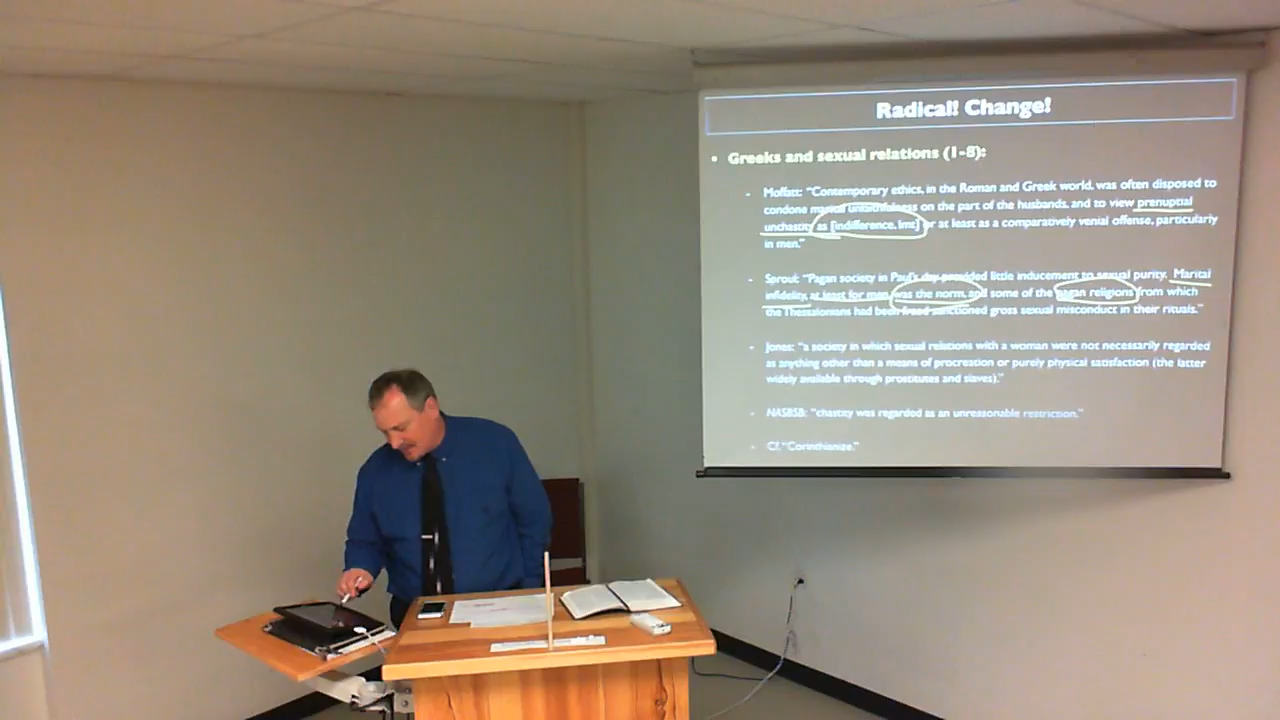 Radical! Change!
• Greeks and sexual relations (1-8):
- Moffatt: "Contemporary ethics, in the Roman and Greek world, was often disposed to
condone marital unfaithfulness on the part of the husbands, and to view prenuptial
unchastity as [indifference, lmt] or at least as a comparatively venial offense, particularly
in men."
- Sproul: "Pagan society in Paul's day provided little inducement to sexual purity. Marital
infidelity, at least for men, was the norm, and some of the pagan religions from which
the Thessalonians had been freed sanctioned gross sexual misconduct in their rituals."
- Jones: "a society in which sexual relations with a woman were not necessarily regarded
as anything other than a means of procreation or purely physical satisfaction (the latter
widely available through prostitutes and slaves)."
- NASBSB: "chastity was regarded as an unreasonable restriction."
- Cf. "Corinthianize."